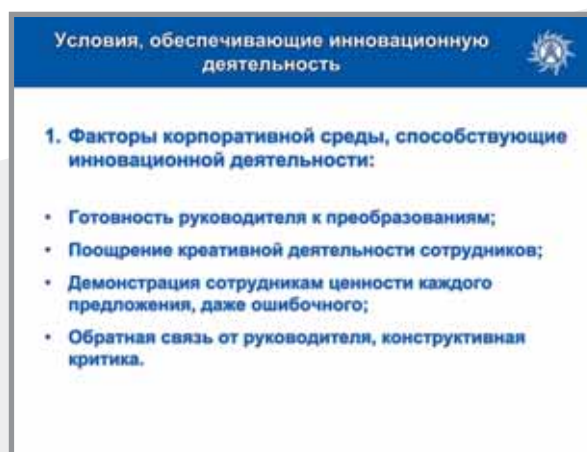 Условия, обеспечивающие инновационную
деятельность
1. Факторы корпоративной среды, способствующие
инновационной деятельности:
• Готовность руководителя к преобразованиям;
• Поощрение креативной деятельности сотрудников;
• Демонстрация сотрудникам ценности каждого
предложения, даже ошибочного;
• Обратная связь от руководителя, конструктивная
критика.